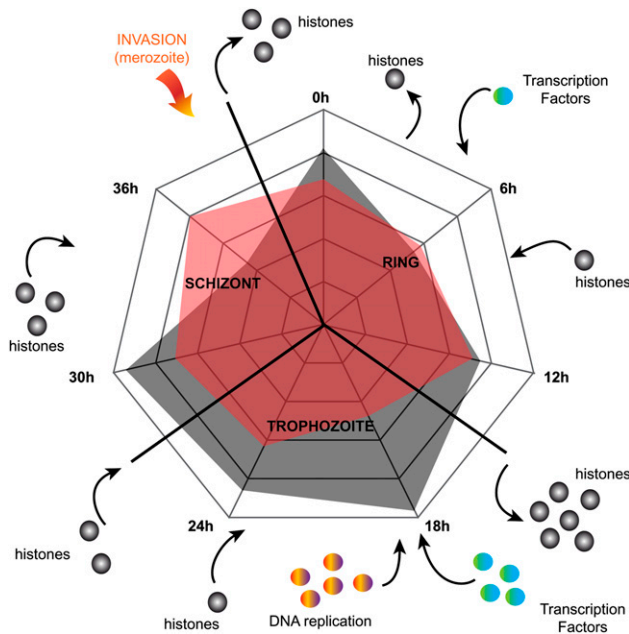 INVASION
(merozoite)
histones
histones
Transcription
Factors
0h
6h
36h
RING
SCHIZONT
histones
histones
30h
12h
TROPHOZOITE
histones
histones
24h
18h
histones
DNA replication
Transcription
Factors